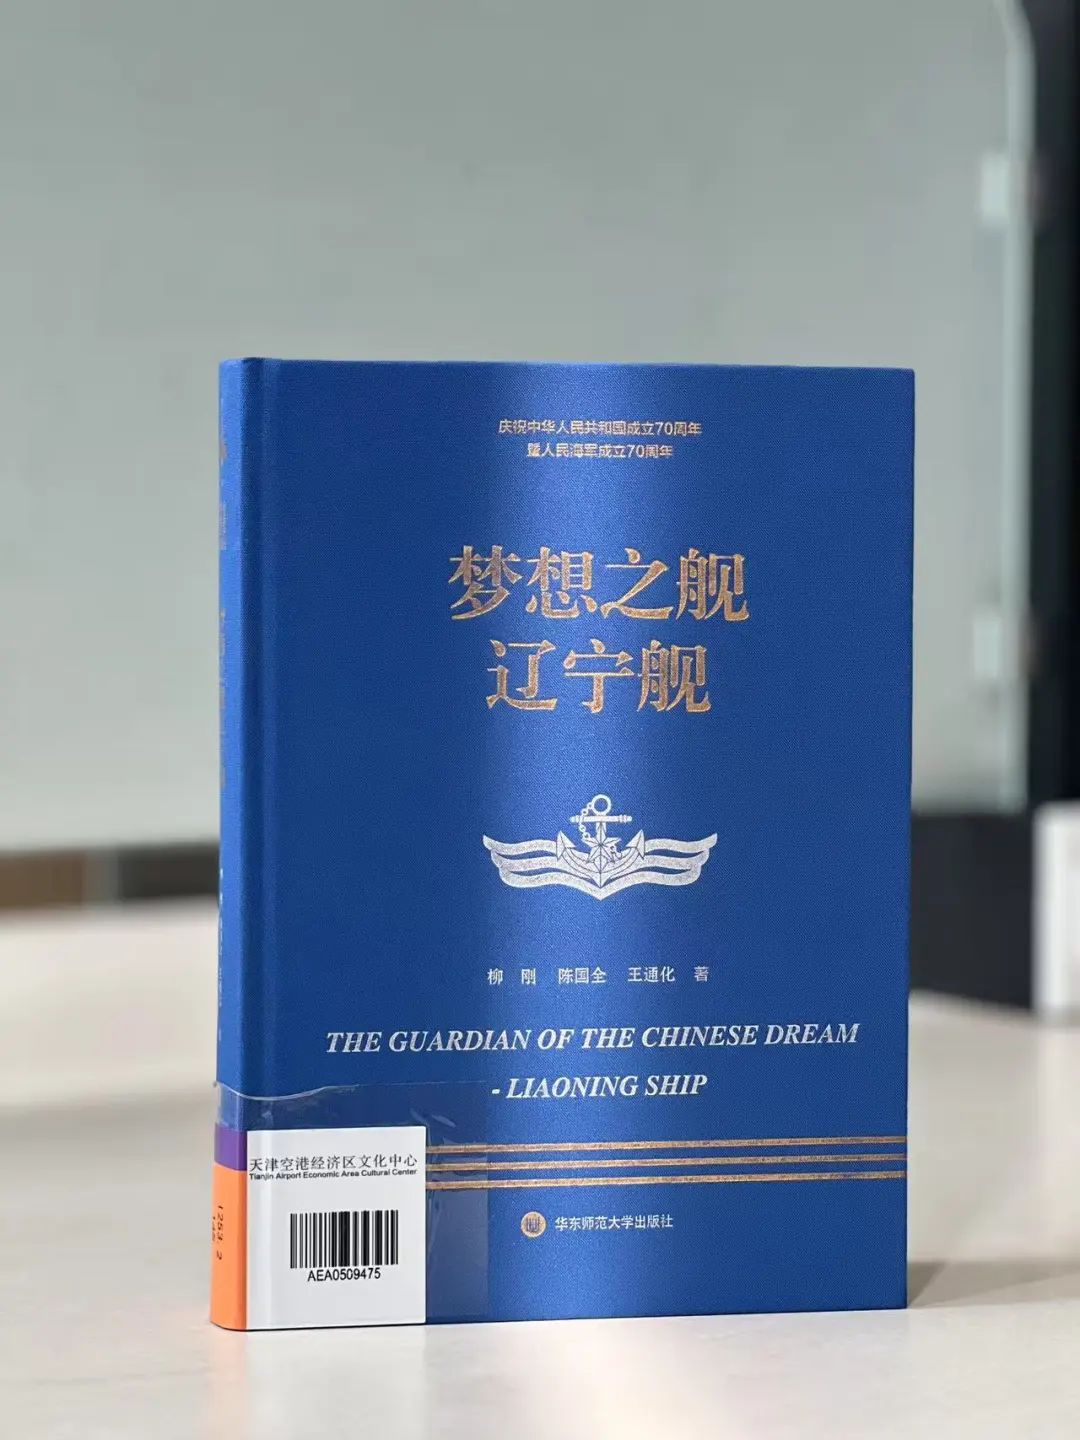 庆祝中华人民共和国成立70周年
暨人民海军成立70周年
梦想之舰
辽宁舰
柳 刚 陈国全 王通化 著
THE GUARDIAN OF THE CHINESE DREAM
- LIAONING SHIP
华东师范大学出版社
天津空港经济区文化中心
Tianjin Airport Economic Area Cultural Center
AEA0509475